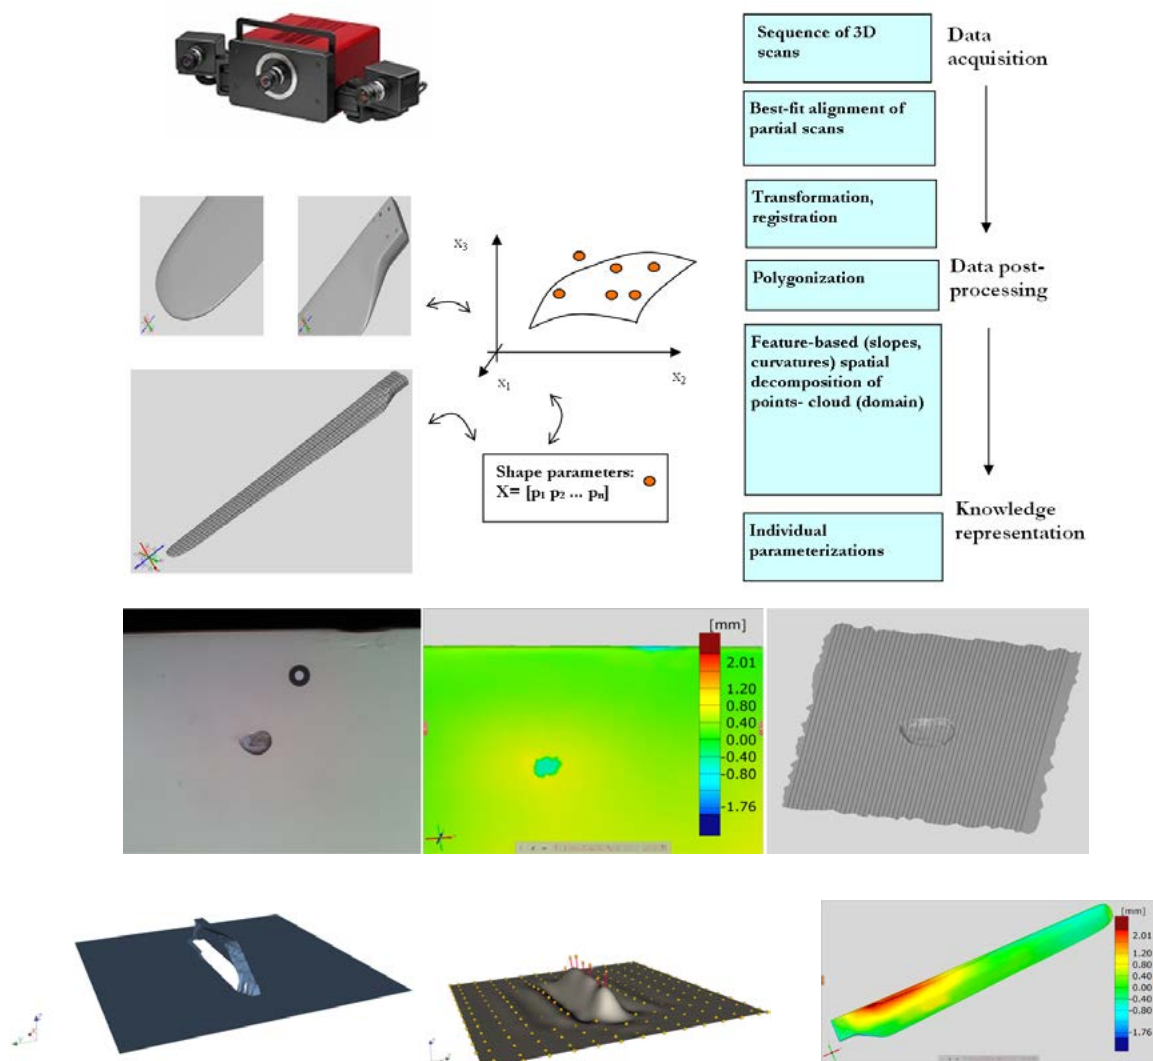 Sequence of 3D
scans
Data
acquisition
Best-fit alignment of
partial scans
Transformation,
registration
Polygonization
Data post-
processing
Feature-based (slopes,
curvatures) spatial
decomposition of
points- cloud (domain)
Knowledge
representation
Individual
parameterizations
x₃
x₁
x₂
Shape parameters:
X= [p₁ p₂ ... pₙ]
[mm]
2.01
1.20
0.80
0.40
0.00
-0.40
-0.80
-1.76
[mm]
2.01
1.20
0.80
0.40
0.00
-0.40
-0.80
-1.76